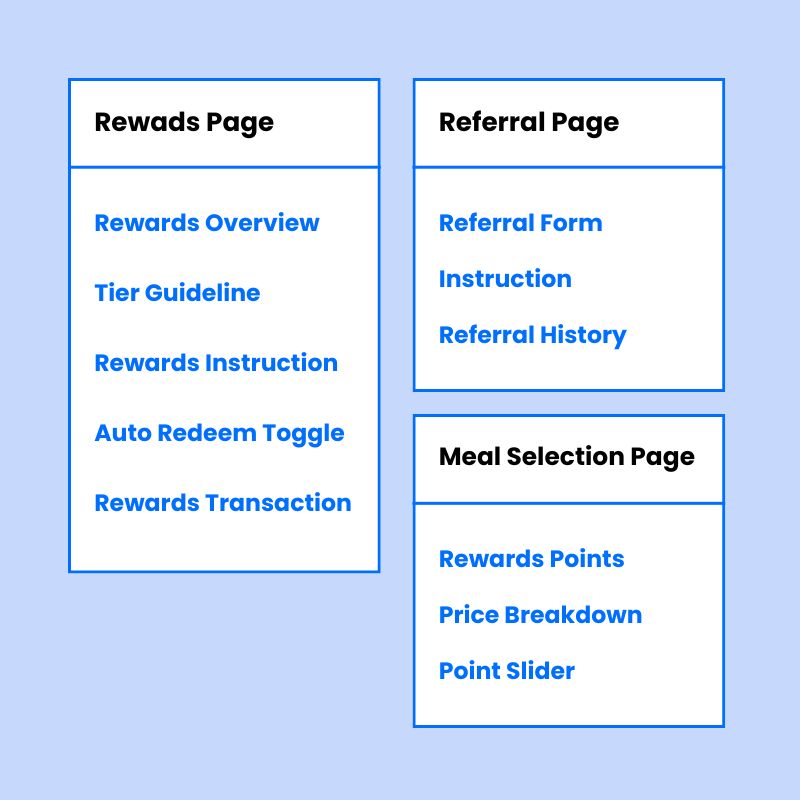 Rewads Page
Rewards Overview
Tier Guideline
Rewards Instruction
Auto Redeem Toggle
Rewards Transaction
Referral Page
Referral Form
Instruction
Referral History
Meal Selection Page
Rewards Points
Price Breakdown
Point Slider